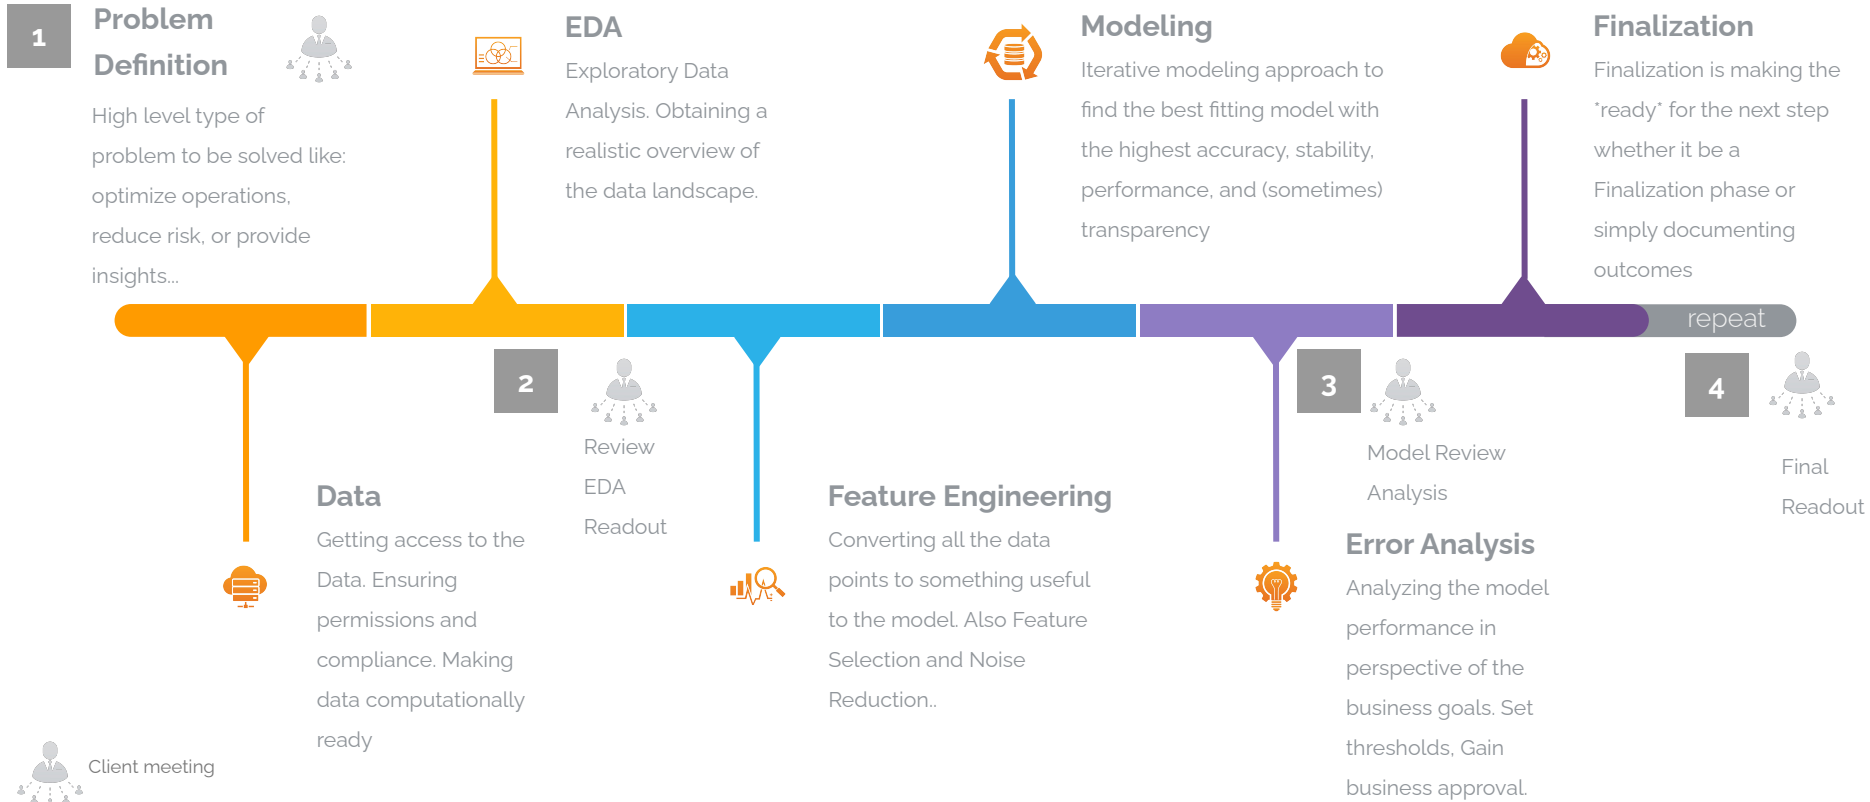 1
Problem
Definition
High level type of
problem to be solved like:
optimize operations,
reduce risk, or provide
insights...
EDA
Exploratory Data
Analysis. Obtaining a
realistic overview of
the data landscape.
Modeling
Iterative modeling approach to
find the best fitting model with
the highest accuracy, stability,
performance, and (sometimes)
transparency
Finalization
Finalization is making the
*ready* for the next step
whether it be a
Finalization phase or
simply documenting
outcomes
repeat
Data
Getting access to the
Data. Ensuring
permissions and
compliance. Making
data computationally
ready
2
Review
EDA
Readout
Feature Engineering
Converting all the data
points to something useful
to the model. Also Feature
Selection and Noise
Reduction..
3
Model Review
Analysis
Error Analysis
Analyzing the model
performance in
perspective of the
business goals. Set
thresholds, Gain
business approval.
4
Final
Readout
Client meeting